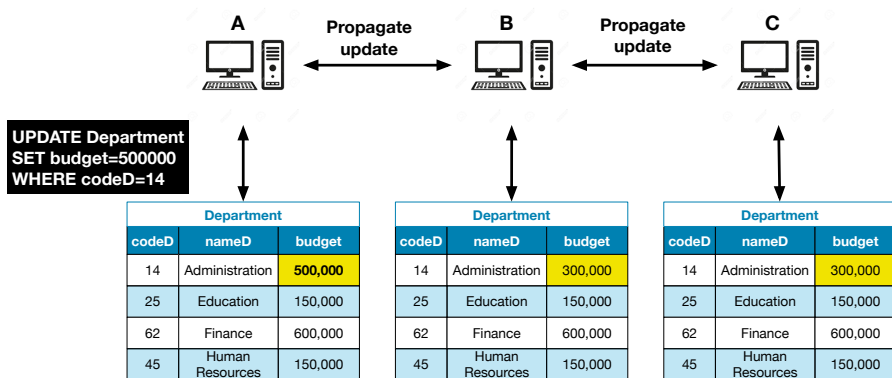 A
B
C
Propagate
update
Propagate
update
UPDATE Department
SET budget=500000
WHERE codeD=14
Department
codeD nameD budget
14 Administration 500,000
25 Education 150,000
62 Finance 600,000
45 Human
Resources 150,000
Department
codeD nameD budget
14 Administration 300,000
25 Education 150,000
62 Finance 600,000
45 Human
Resources 150,000
Department
codeD nameD budget
14 Administration 300,000
25 Education 150,000
62 Finance 600,000
45 Human
Resources 150,000